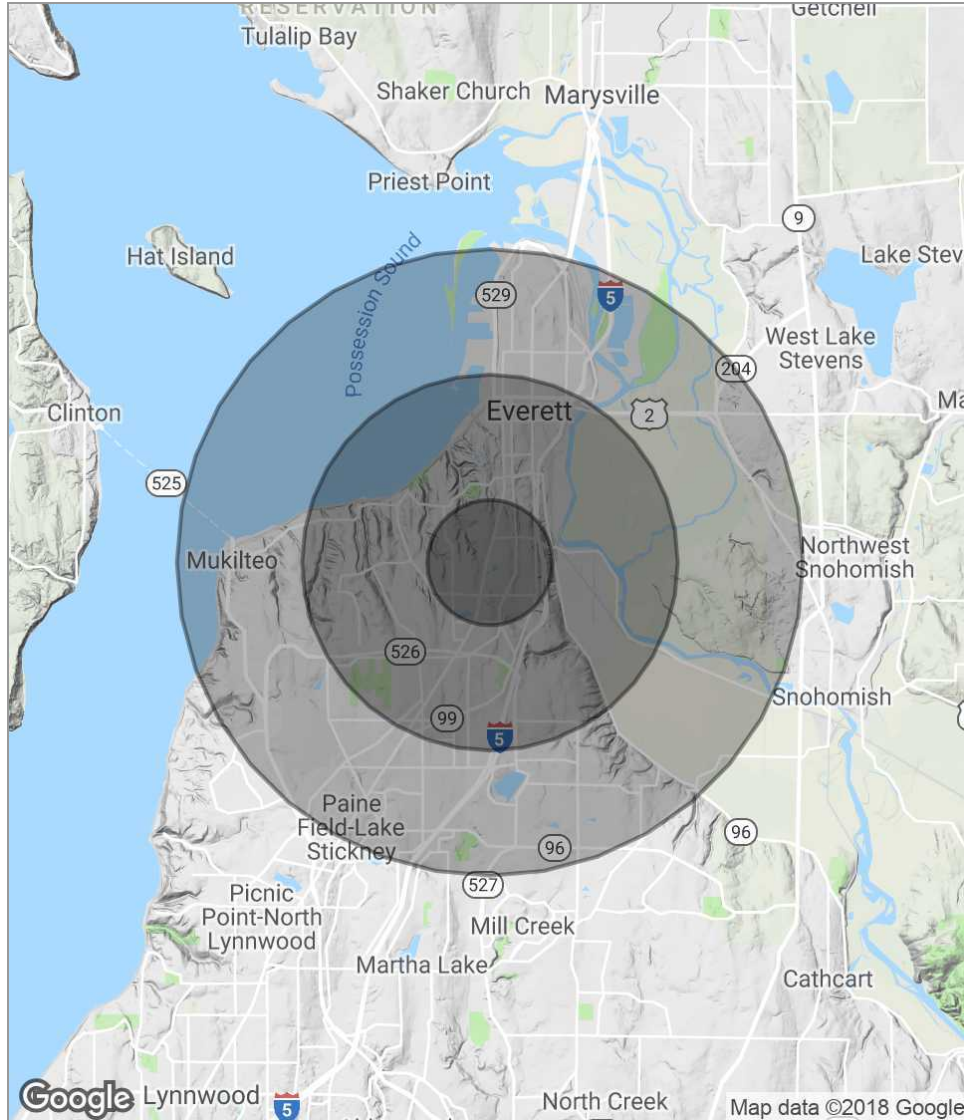 RESERVATION
Getchell
Tulalip Bay
Shaker Church
Marysville
Priest Point
9
Hat Island
Possession Sound
Lake Stev
529
5
West Lake
Stevens
204
Clinton
Everett
2
Ma
525
Mukilteo
Northwest
Snohomish
526
Snohomish
99
5
Paine
Field-Lake
Stickney
96
96
527
Picnic
Point-North
Lynnwood
Mill Creek
Martha Lake
Cathcart
Google
Lynnwood
5
North Creek
Map data ©2018 Google